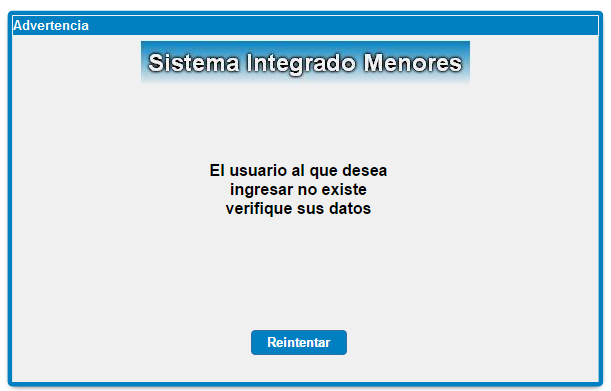 Advertencia
Sistema Integrado Menores
El usuario al que desea
ingresar no existe
verifique sus datos
Reintentar